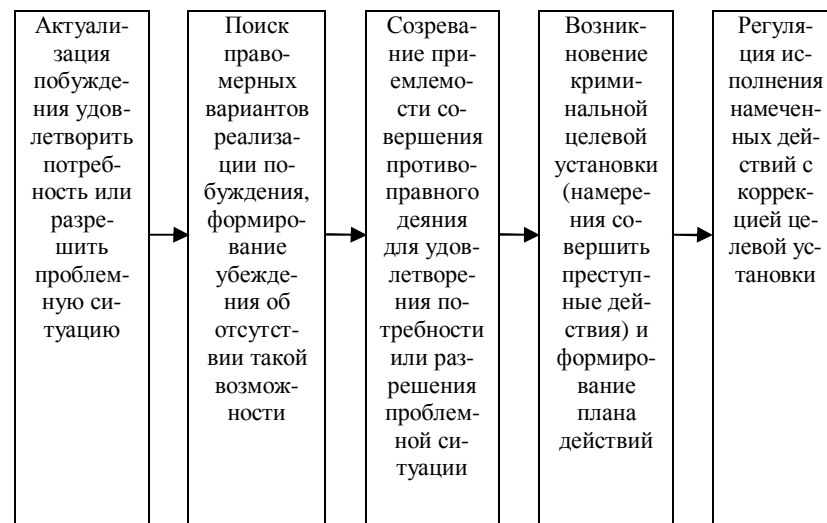 Актуали-
зация
побужде-
ния удов-
летворить
потреб-
ность или
разре-
шить
проблем-
ную си-
туацию
Поиск
право-
мерных
вариантов
реализа-
ции по-
буждения,
формиро-
вание
убежде-
ния об
отсутст-
вии такой
возмож-
ности
Созрева-
ние при-
емлемо-
сти со-
вершения
противо-
правного
деяния
для удов-
летворе-
ния по-
требности
или раз-
решения
проблем-
ной си-
туации
Возник-
новение
крими-
нальной
целевой
установки
(намере-
ния со-
вершить
преступ-
ные дей-
ствия) и
формиро-
вание
плана
действий
Регуля-
ция ис-
полнения
намечен-
ных дей-
ствий с
коррек-
цией це-
левой ус-
тановки